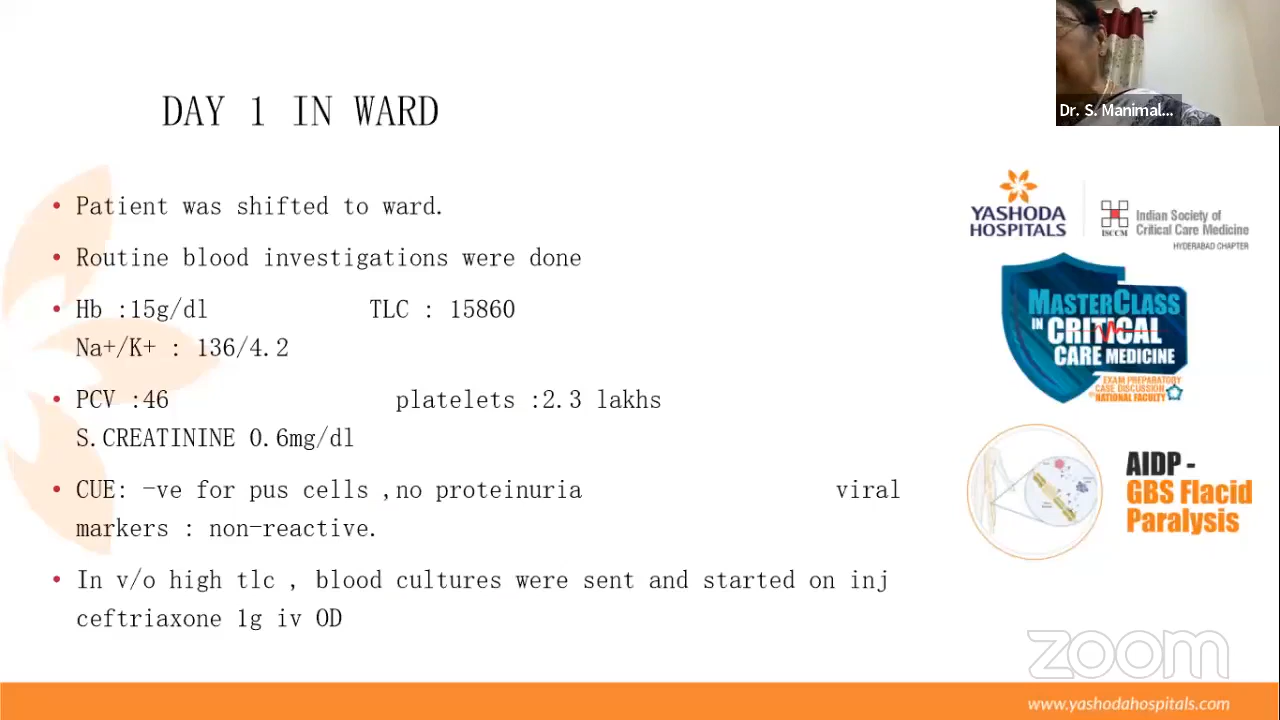 DAY 1 IN WARD
• Patient was shifted to ward.
• Routine blood investigations were done
• Hb :15g/dl TLC : 15860
Na+/K+ : 136/4.2
• PCV :46 platelets :2.3 lakhs
S.CREATININE 0.6mg/dl
• CUE: -ve for pus cells ,no proteinuria viral
markers : non-reactive.
• In v/o high tlc , blood cultures were sent and started on inj
ceftriaxone 1g iv OD
Dr. S. Manimal...
YASHODA
HOSPITALS
ISCCM
Indian Society of
Critical Care Medicine
HYDERABAD CHAPTER
MASTERCLASS
IN CRITICAL
CARE MEDICINE
EXAM PREPARATORY
CASE DISCUSSION
NATIONAL FACULTY
AIDP -
GBS Flacid
Paralysis
zoom
www.yashodahospitals.com